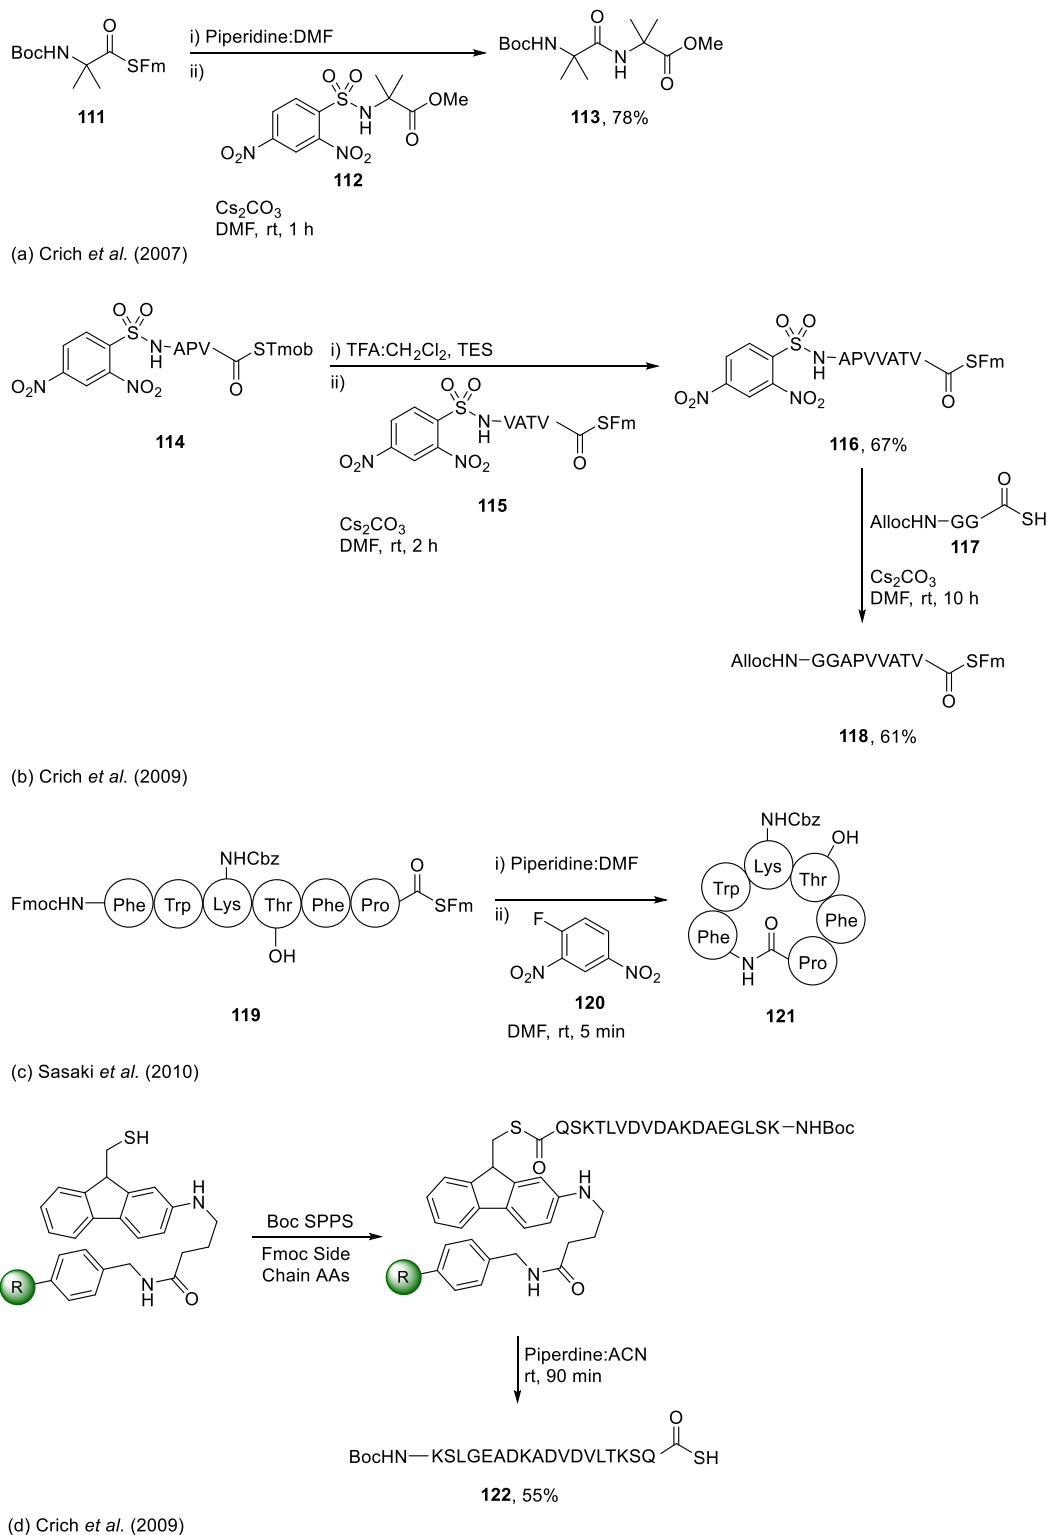 BocHN
O
SFm
111
i) Piperidine:DMF
ii)
O O
S
N
H
OMe
O
O2N
NO2
112
Cs2CO3
DMF, rt, 1 h
BocHN
O
N
H
OMe
O
113, 78%
(a) Crich et al. (2007)
O O
S
N
H
APV
STmob
O
O2N
NO2
114
i) TFA:CH2Cl2, TES
ii)
O O
S
N
H
VATV
SFm
O
O2N
NO2
115
Cs2CO3
DMF, rt, 2 h
O O
S
N
H
APVVATV
SFm
O
O2N
NO2
116, 67%
AllocHN
GG
O
SH
117
Cs2CO3
DMF, rt, 10 h
AllocHN
GGAPVVATV
SFm
O
118, 61%
(b) Crich et al. (2009)
NHCbz
FmocHN
Phe
Trp
Lys
Thr
Phe
Pro
O
SFm
OH
119
i) Piperidine:DMF
ii)
F
O2N
NO2
120
DMF, rt, 5 min
NHCbz
OH
Lys
Thr
Trp
Phe
Phe
O
N
H
Pro
121
(c) Sasaki et al. (2010)
SH
H
N
R
N
H
O
Boc SPPS
Fmoc Side
Chain AAs
S
O
QSKTLVDVDAKDAEGLSK
NHBoc
H
N
R
N
H
O
Piperdine:ACN
rt, 90 min
BocHN
KSLGEADKADVDVLTKSQ
O
SH
122, 55%
(d) Crich et al. (2009)